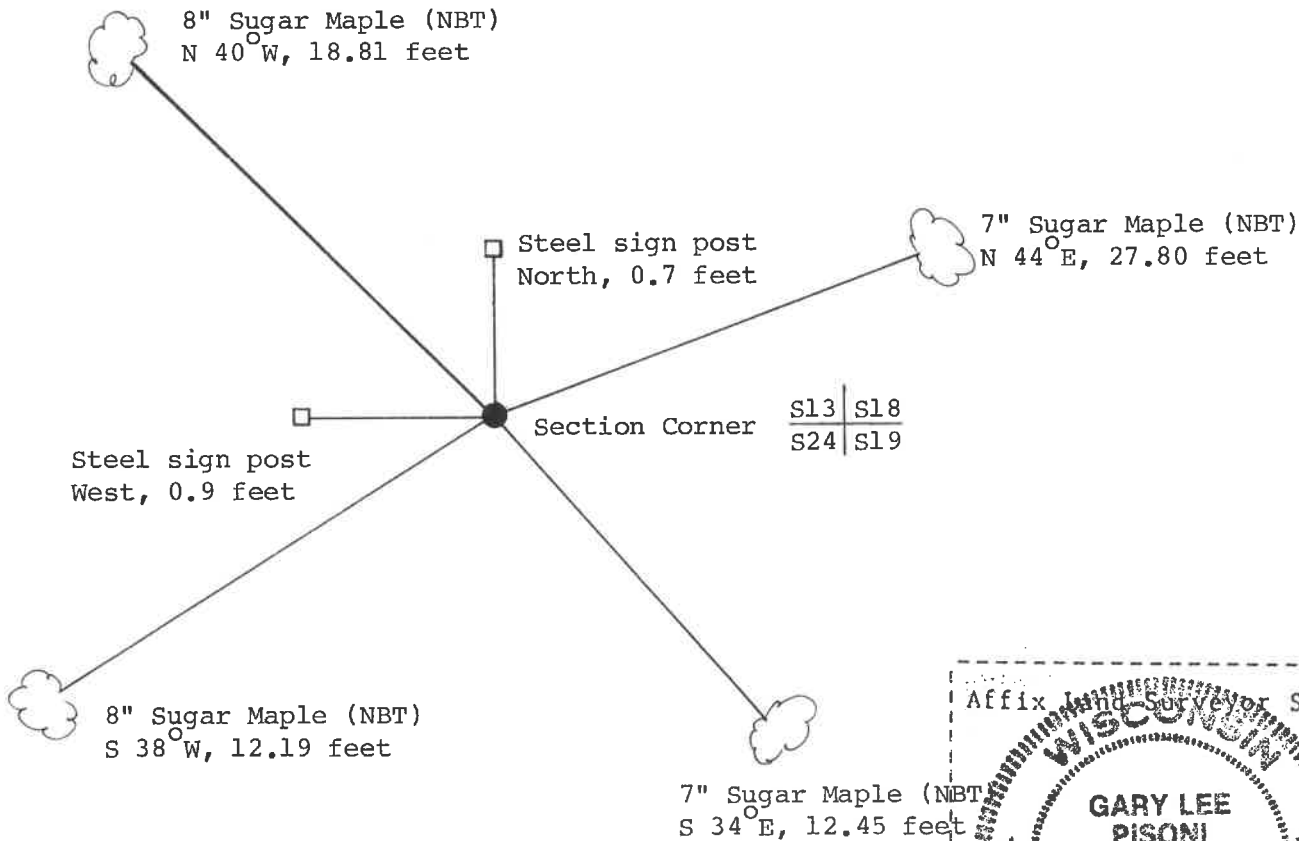 8" Sugar Maple (NBT)
N 40°W, 18.81 feet
7" Sugar Maple (NBT)
N 44°E, 27.80 feet
Steel sign post
North, 0.7 feet
Section Corner
S13 S18
S24 S19
Steel sign post
West, 0.9 feet
8" Sugar Maple (NBT)
S 38°W, 12.19 feet
7" Sugar Maple (NBT
S 34°E, 12.45 feet
Affix Land Surveyor S
WISCONSIN
GARY LEE
PISONI